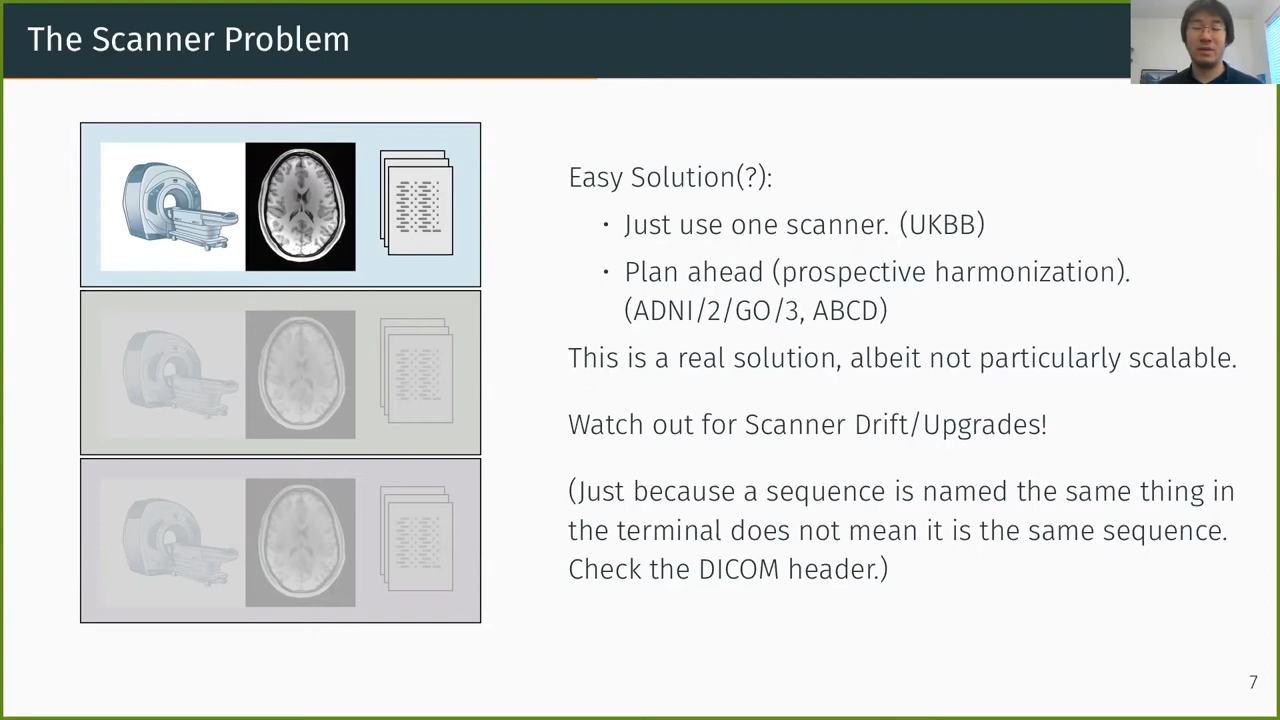 The Scanner Problem
Easy Solution(?):
· Just use one scanner. (UKBB)
· Plan ahead (prospective harmonization).
(ADNI/2/GO/3, ABCD)
This is a real solution, albeit not particularly scalable.
Watch out for Scanner Drift/Upgrades!
(Just because a sequence is named the same thing in
the terminal does not mean it is the same sequence.
Check the DICOM header.)
7